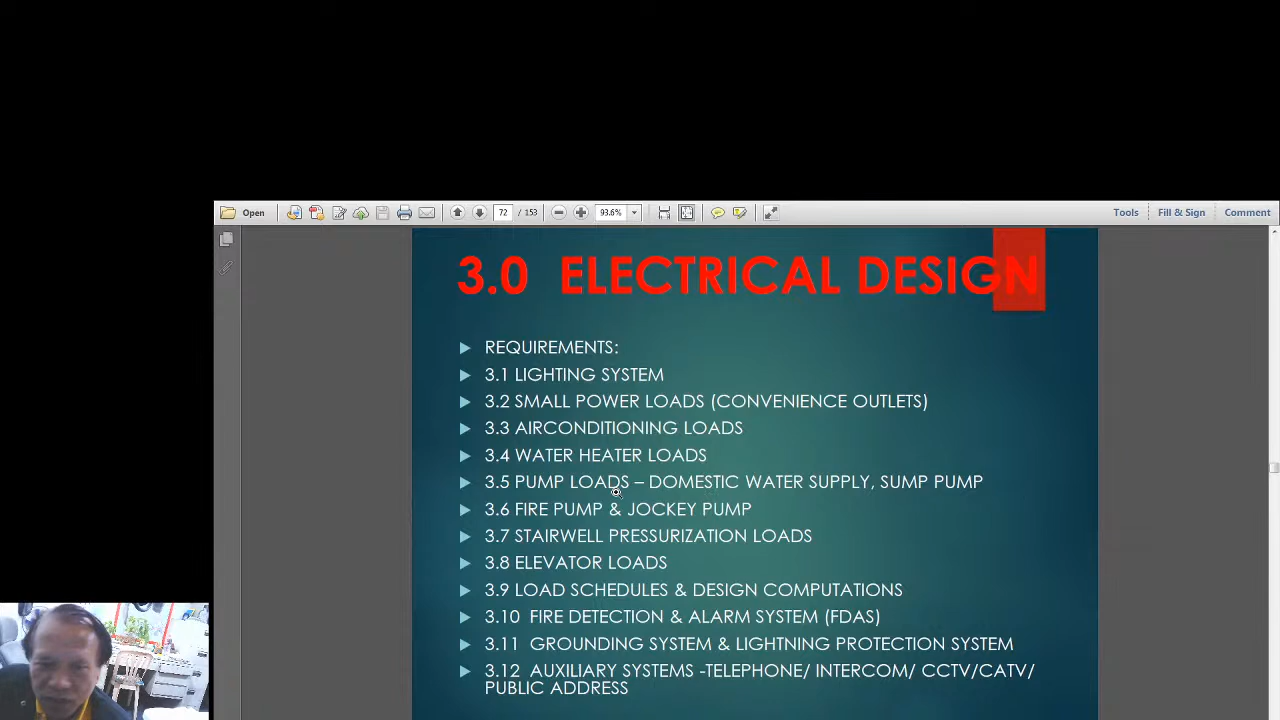 Open
72
/ 153
93.6%
Tools
Fill & Sign
Comment
3.0 ELECTRICAL DESIGN
REQUIREMENTS:
3.1 LIGHTING SYSTEM
3.2 SMALL POWER LOADS (CONVENIENCE OUTLETS)
3.3 AIRCONDITIONING LOADS
3.4 WATER HEATER LOADS
3.5 PUMP LOADS – DOMESTIC WATER SUPPLY, SUMP PUMP
3.6 FIRE PUMP & JOCKEY PUMP
3.7 STAIRWELL PRESSURIZATION LOADS
3.8 ELEVATOR LOADS
3.9 LOAD SCHEDULES & DESIGN COMPUTATIONS
3.10 FIRE DETECTION & ALARM SYSTEM (FDAS)
3.11 GROUNDING SYSTEM & LIGHTNING PROTECTION SYSTEM
3.12 AUXILIARY SYSTEMS -TELEPHONE/ INTERCOM/ CCTV/CATV/
PUBLIC ADDRESS